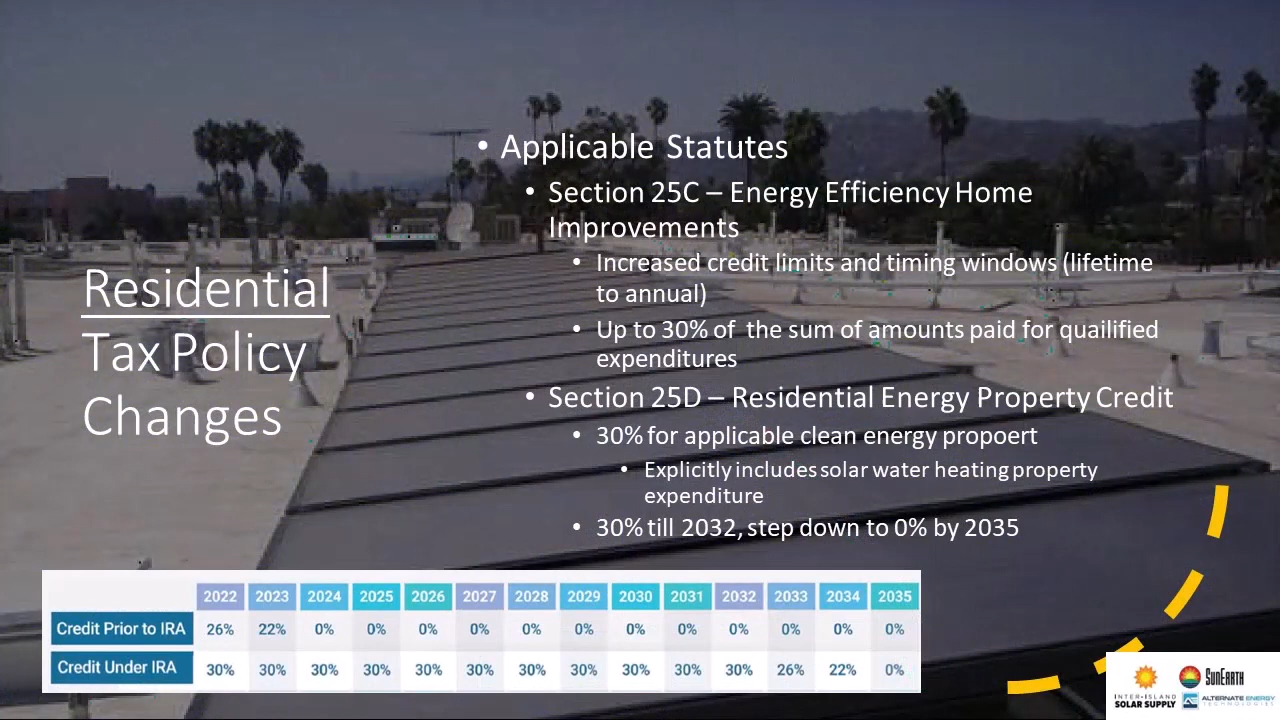 Residential
Tax Policy
Changes
• Applicable Statutes
• Section 25C – Energy Efficiency Home
Improvements
• Increased credit limits and timing windows (lifetime
to annual)
• Up to 30% of the sum of amounts paid for quailified
expenditures
• Section 25D – Residential Energy Property Credit
• 30% for applicable clean energy propoert
• Explicitly includes solar water heating property
expenditure
• 30% till 2032, step down to 0% by 2035
2022 2023 2024 2025 2026 2027 2028 2029 2030 2031 2032 2033 2034 2035
Credit Prior to IRA 26% 22% 0% 0% 0% 0% 0% 0% 0% 0% 0% 0% 0% 0%
Credit Under IRA 30% 30% 30% 30% 30% 30% 30% 30% 30% 30% 30% 26% 22% 0%
INTER-ISLAND
SOLAR SUPPLY
SUNEARTH
ALTERNATE ENERGY
TECHNOLOGIES